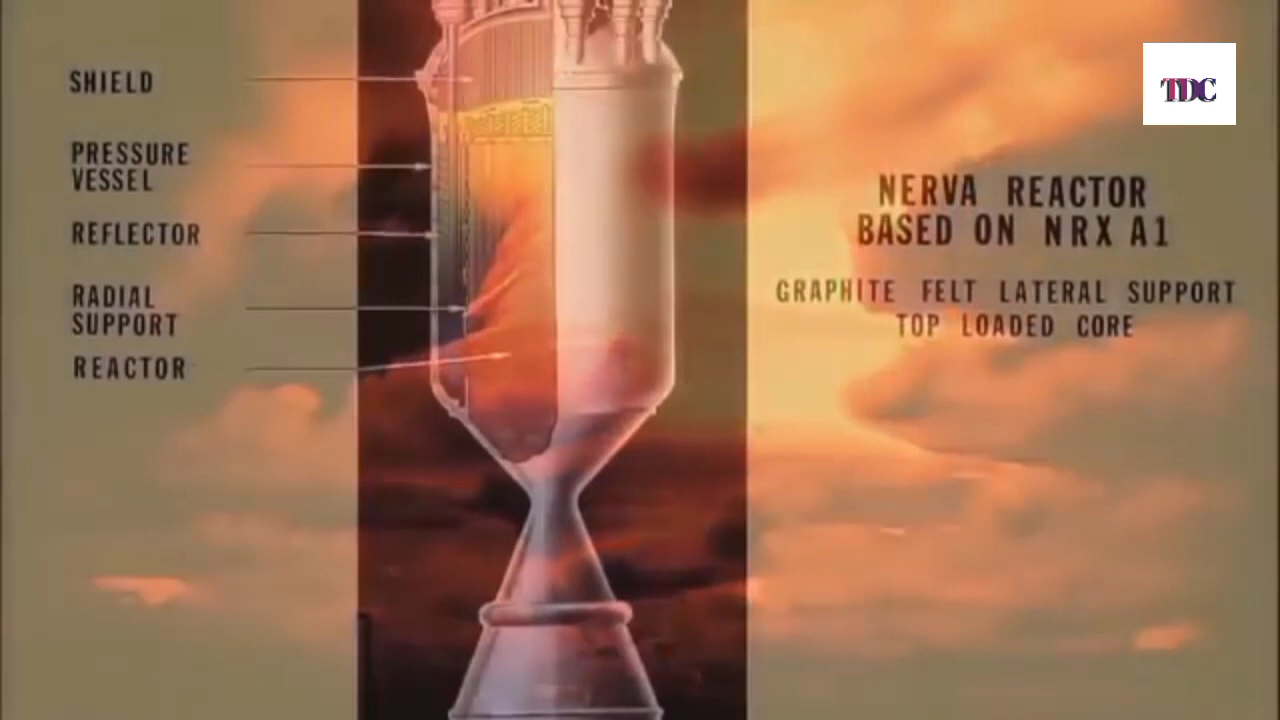 SHIELD
PRESSURE
VESSEL
REFLECTOR
RADIAL
SUPPORT
REACTOR
TDC
NERVA REACTOR
BASED ON NRX A1
GRAPHITE FELT LATERAL SUPPORT
TOP LOADED CORE